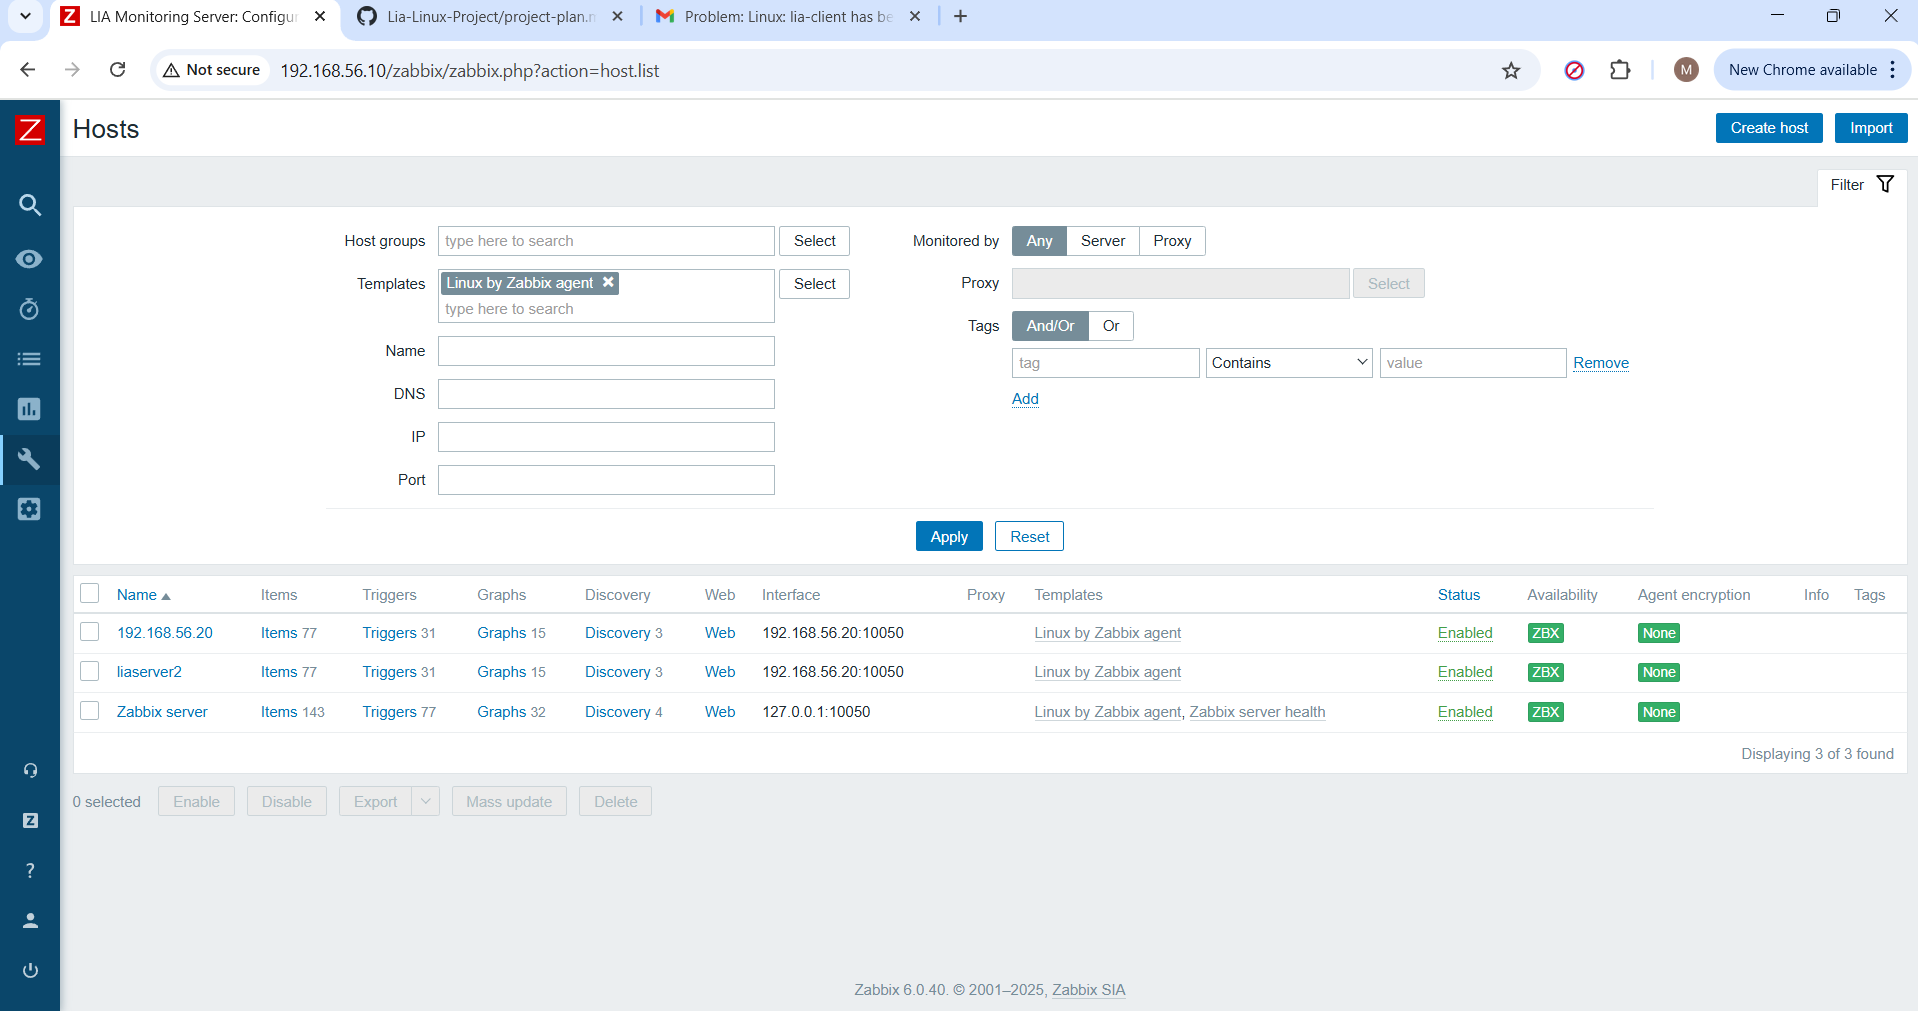 LIA Monitoring Server: Configur
Lia-Linux-Project/project-plan.m
Problem: Linux: lia-client has be
Not secure
192.168.56.10/zabbix/zabbix.php?action=host.list
M
New Chrome available
Z
Hosts
Create host
Import
Filter
Host groups
type here to search
Select
Monitored by
Any
Server
Proxy
Templates
Linux by Zabbix agent
type here to search
Select
Proxy
Select
Tags
And/Or
Or
Name
tag
Contains
value
Remove
DNS
Add
IP
Port
Apply
Reset
Name Items Triggers Graphs Discovery Web Interface Proxy Templates Status Availability Agent encryption Info Tags
192.168.56.20 Items 77 Triggers 31 Graphs 15 Discovery 3 Web 192.168.56.20:10050 Linux by Zabbix agent Enabled ZBX None
liaserver2 Items 77 Triggers 31 Graphs 15 Discovery 3 Web 192.168.56.20:10050 Linux by Zabbix agent Enabled ZBX None
Zabbix server Items 143 Triggers 77 Graphs 32 Discovery 4 Web 127.0.0.1:10050 Linux by Zabbix agent, Zabbix server health Enabled ZBX None
Displaying 3 of 3 found
0 selected
Enable
Disable
Export
Mass update
Delete
Z
?
Zabbix 6.0.40. © 2001–2025, Zabbix SIA